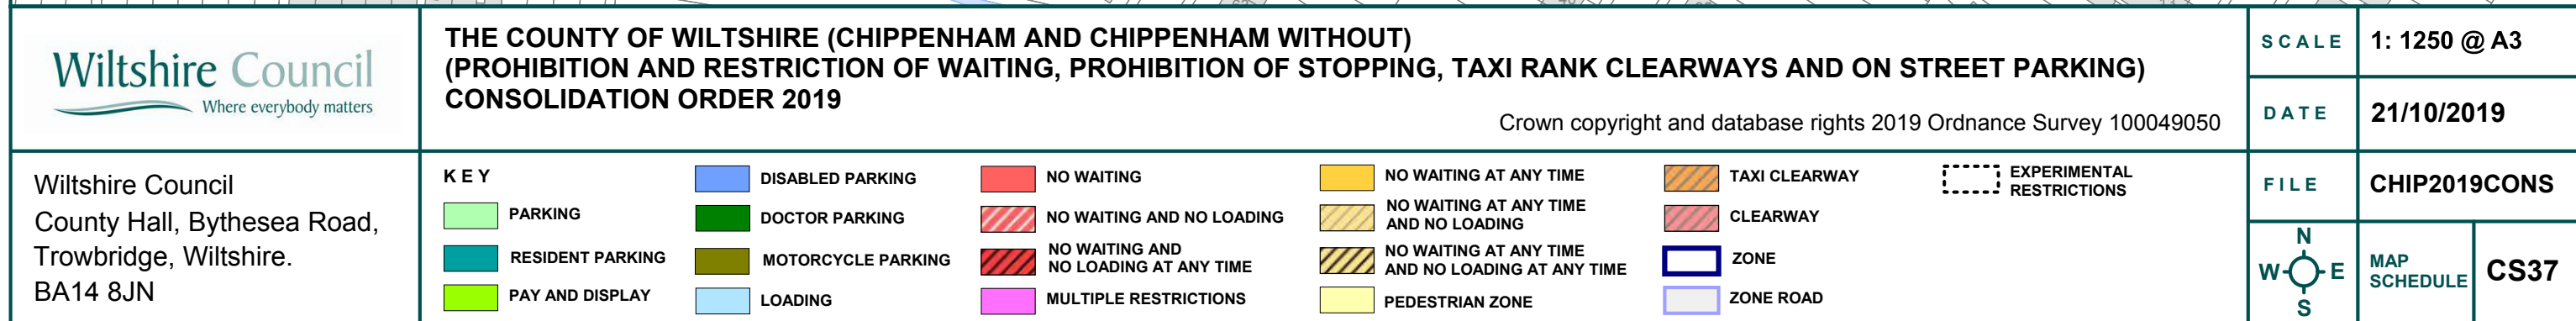 Wiltshire Council
Where everybody matters
THE COUNTY OF WILTSHIRE (CHIPPENHAM AND CHIPPENHAM WITHOUT)
(PROHIBITION AND RESTRICTION OF WAITING, PROHIBITION OF STOPPING, TAXI RANK CLEARWAYS AND ON STREET PARKING)
CONSOLIDATION ORDER 2019
Crown copyright and database rights 2019 Ordnance Survey 100049050
SCALE
1: 1250 @ A3
DATE
21/10/2019
Wiltshire Council
County Hall, Bythesea Road,
Trowbridge, Wiltshire.
BA14 8JN
KEY
PARKING
RESIDENT PARKING
PAY AND DISPLAY
DISABLED PARKING
DOCTOR PARKING
MOTORCYCLE PARKING
LOADING
NO WAITING
NO WAITING AND NO LOADING
NO WAITING AND
NO LOADING AT ANY TIME
MULTIPLE RESTRICTIONS
NO WAITING AT ANY TIME
NO WAITING AT ANY TIME
AND NO LOADING
NO WAITING AT ANY TIME
AND NO LOADING AT ANY TIME
PEDESTRIAN ZONE
TAXI CLEARWAY
CLEARWAY
ZONE
ZONE ROAD
EXPERIMENTAL
RESTRICTIONS
FILE
CHIP2019CONS
N
W E
S
MAP
SCHEDULE
CS37